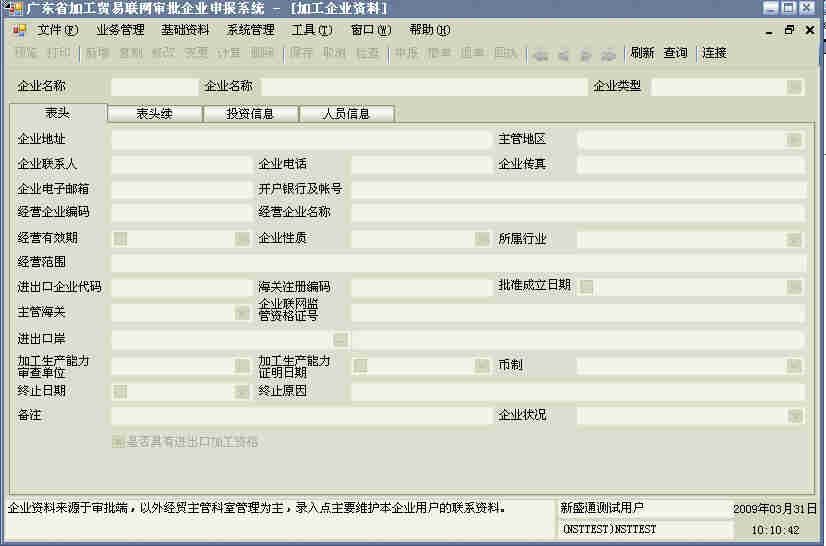 广东省加工贸易联网审批企业申报系统 - [加工企业资料]
文件(F) 业务管理 基础资料 系统管理 工具(T) 窗口(W) 帮助(H)
预览 打印 新增 复制 修改 变更 计算 删除 保存 取消 检查 申报 撤单 退单 回执 刷新 查询 连接
企业名称 企业名称 企业类型
表头 表头续 投资信息 人员信息
企业地址 主管地区
企业联系人 企业电话 企业传真
企业电子邮箱 开户银行及帐号
经营企业编码 经营企业名称
经营有效期 企业性质 所属行业
经营范围
进出口企业代码 海关注册编码 批准成立日期
主管海关 企业联网监管资格证号
进出口岸
加工生产能力审查单位 加工生产能力证明日期 币制
终止日期 终止原因
备注 企业状况
是否具有进出口加工资格
企业资料来源于审批端，以外经贸主管科室管理为主，录入点主要维护本企业用户的联系资料。 新盛通测试用户 2009年03月31日
(NSTTEST)NSTTEST 10:10:42